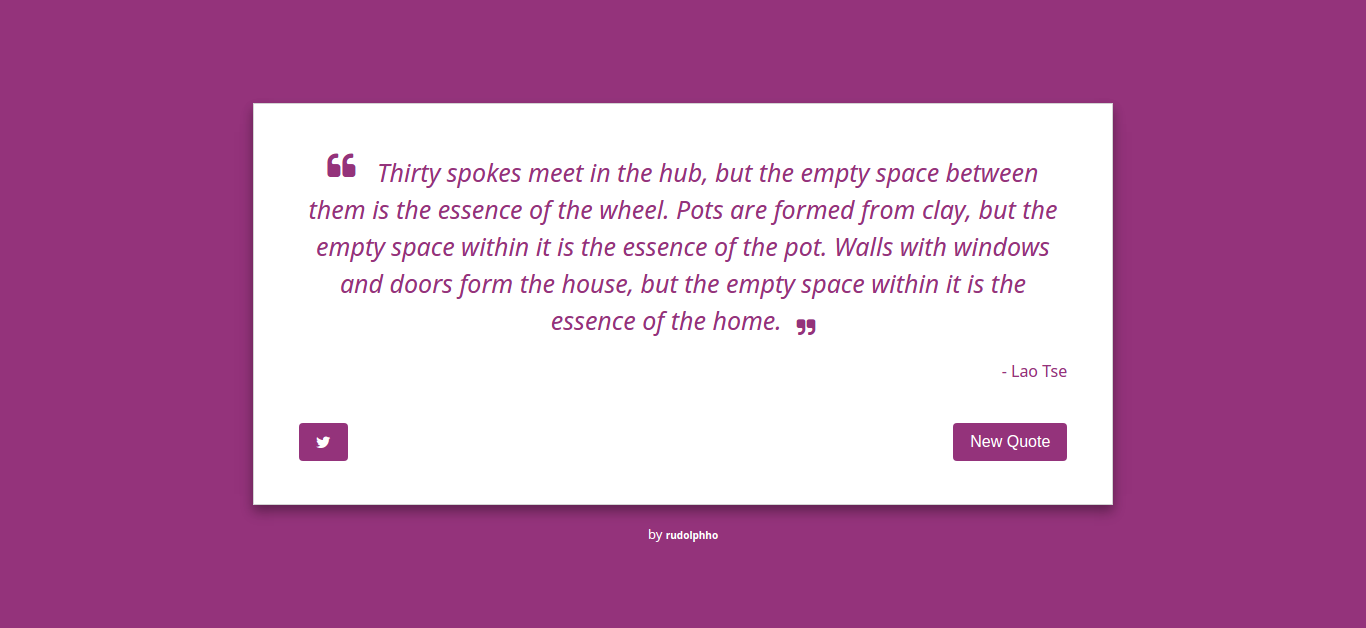 ❝ Thirty spokes meet in the hub, but the empty space between
them is the essence of the wheel. Pots are formed from clay, but the
empty space within it is the essence of the pot. Walls with windows
and doors form the house, but the empty space within it is the
essence of the home. ❞
- Lao Tse
New Quote
by rudolphho